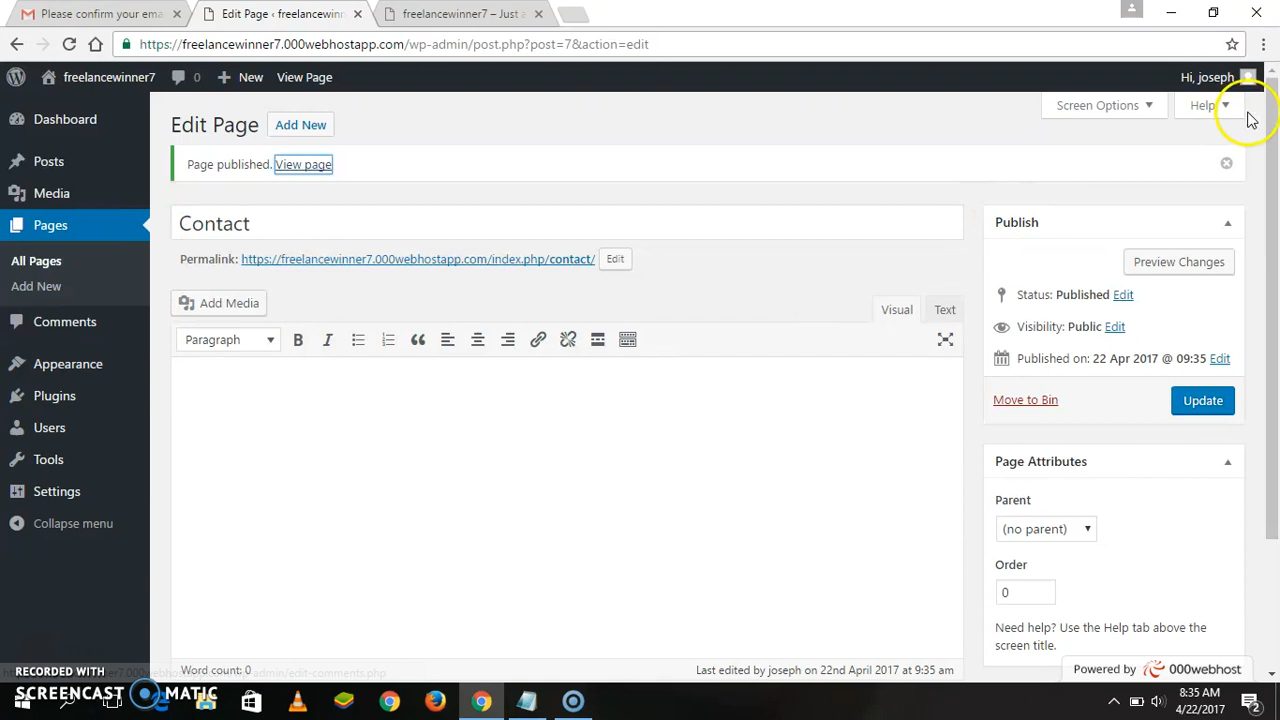 Please confirm your ema
Edit Page ‹ freelancewinn
freelancewinner7 – Just a
https://freelancewinner7.000webhostapp.com/wp-admin/post.php?post=7&action=edit
freelancewinner7 0 New View Page Hi, joseph
Screen Options Help
Edit Page Add New
Dashboard
Page published. View page
Posts
Media
Pages
All Pages
Add New
Comments
Appearance
Plugins
Users
Tools
Settings
Collapse menu
Contact
Permalink: https://freelancewinner7.000webhostapp.com/index.php/contact/ Edit
Add Media Visual Text
Paragraph
Word count: 0 Last edited by joseph on 22nd April 2017 at 9:35 am
Publish
Preview Changes
Status: Published Edit
Visibility: Public Edit
Published on: 22 Apr 2017 @ 09:35 Edit
Move to Bin Update
Page Attributes
Parent
(no parent)
Order
0
Need help? Use the Help tab above the
screen title.
Powered by 000webhost
RECORDED WITH
SCREENCAST MATIC
8:35 AM
4/22/2017
2